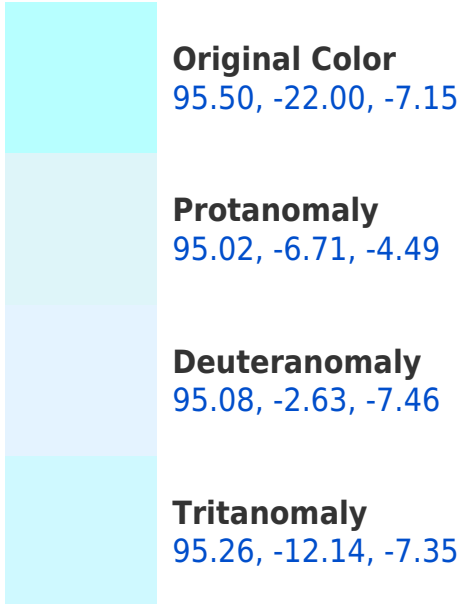 Original Color
95.50, -22.00, -7.15
Protanomaly
95.02, -6.71, -4.49
Deuteranomaly
95.08, -2.63, -7.46
Tritanomaly
95.26, -12.14, -7.35